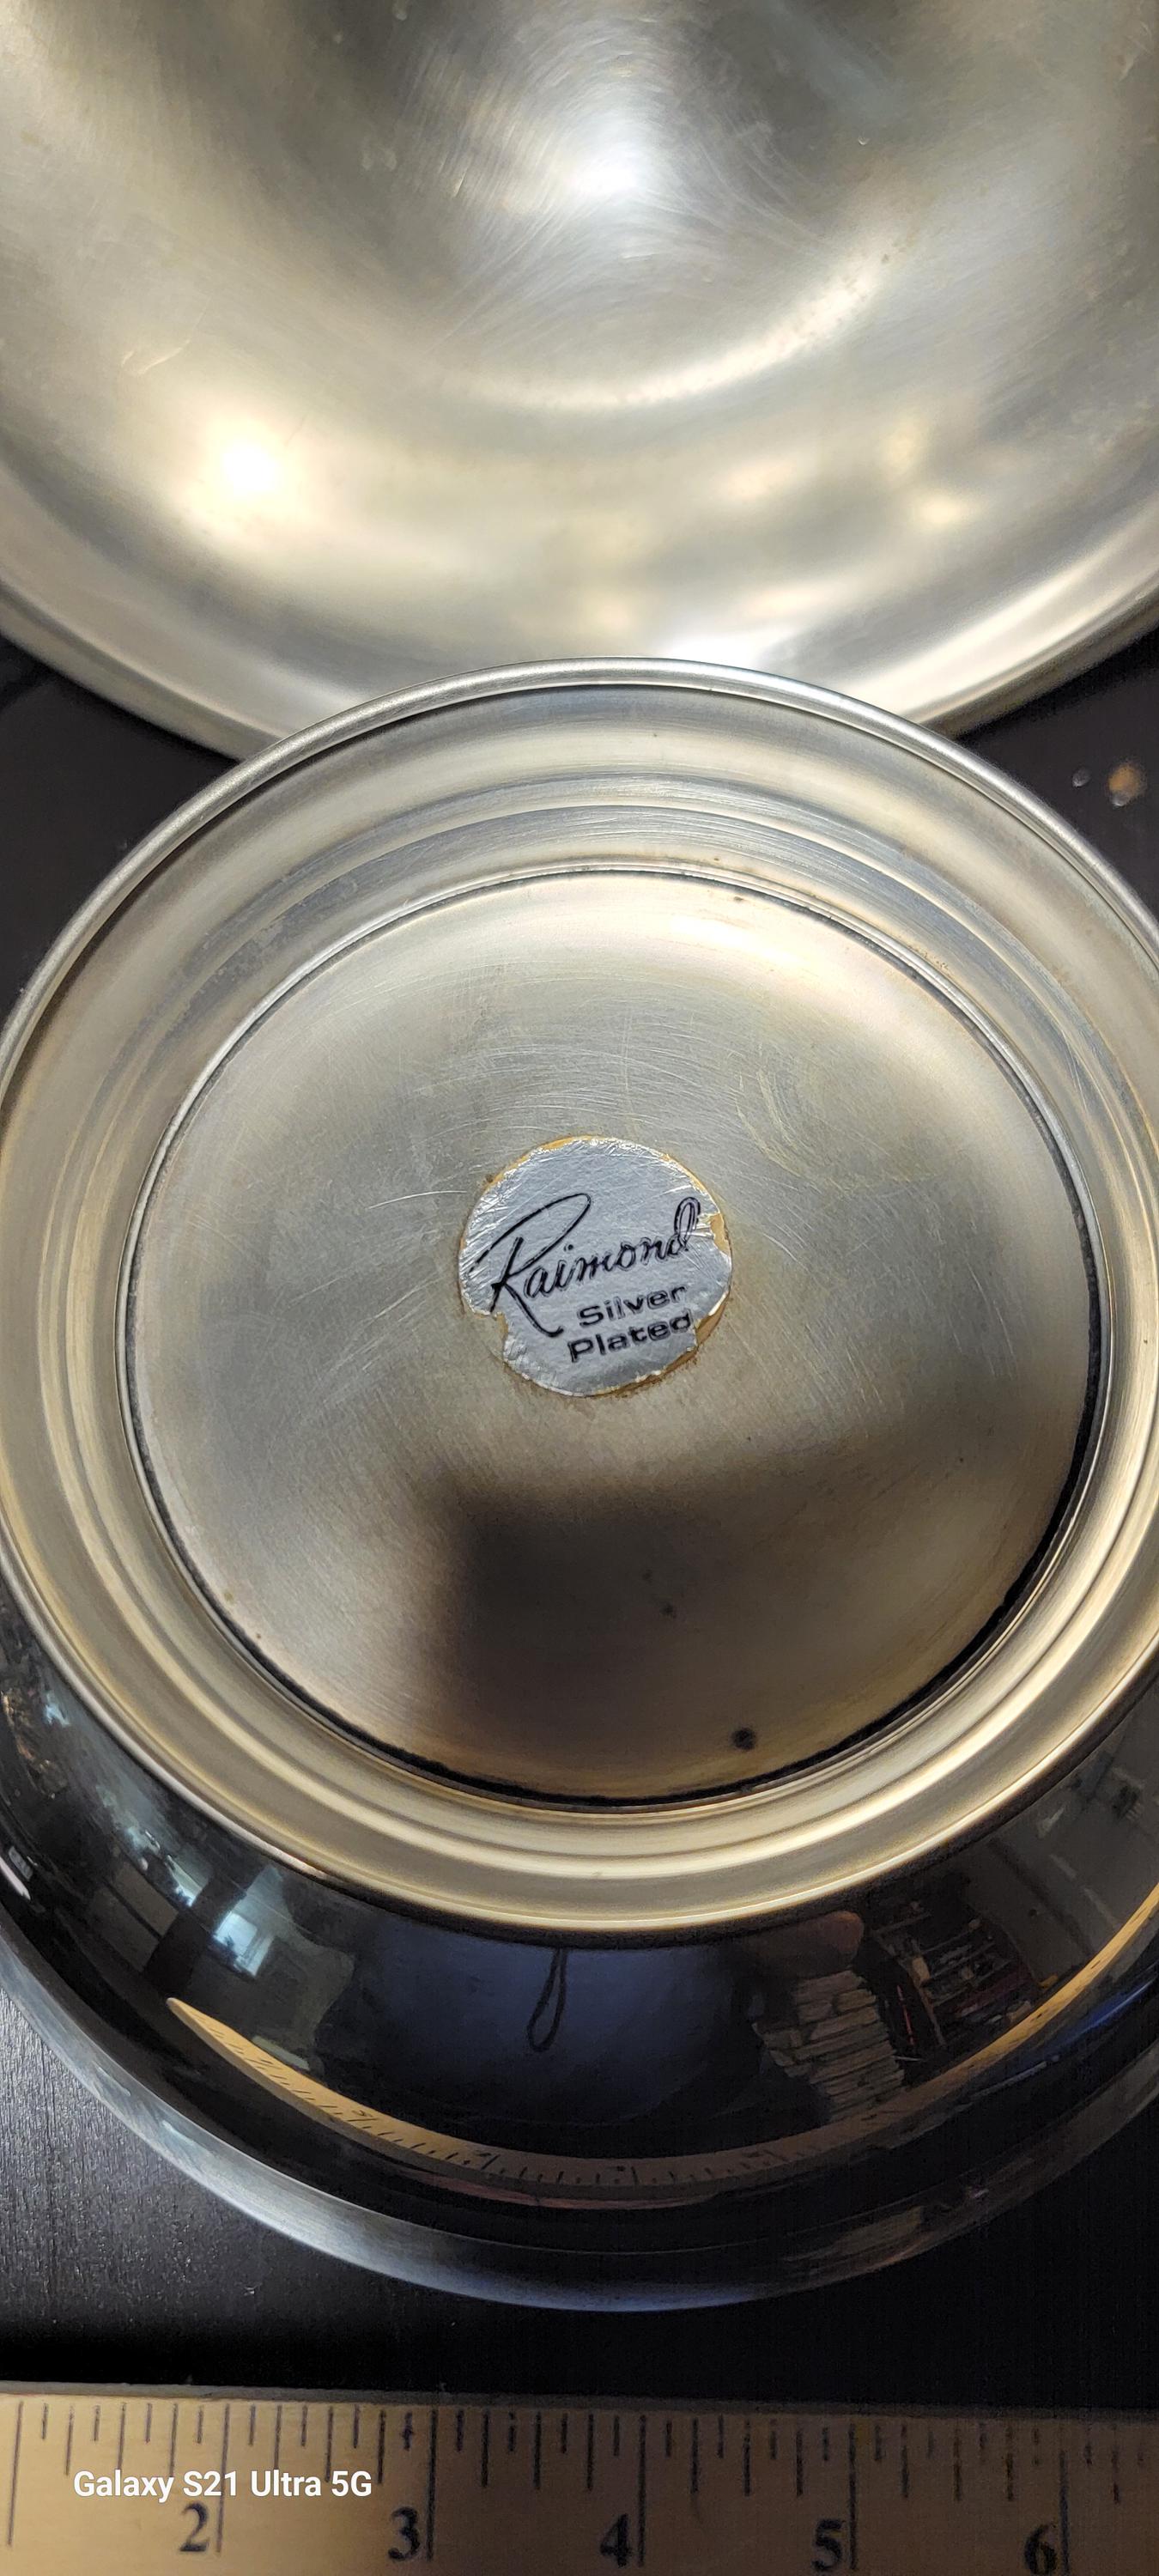 Raimond
Silver
Plated
Galaxy S21 Ultra 5G
2 3 4 5 6